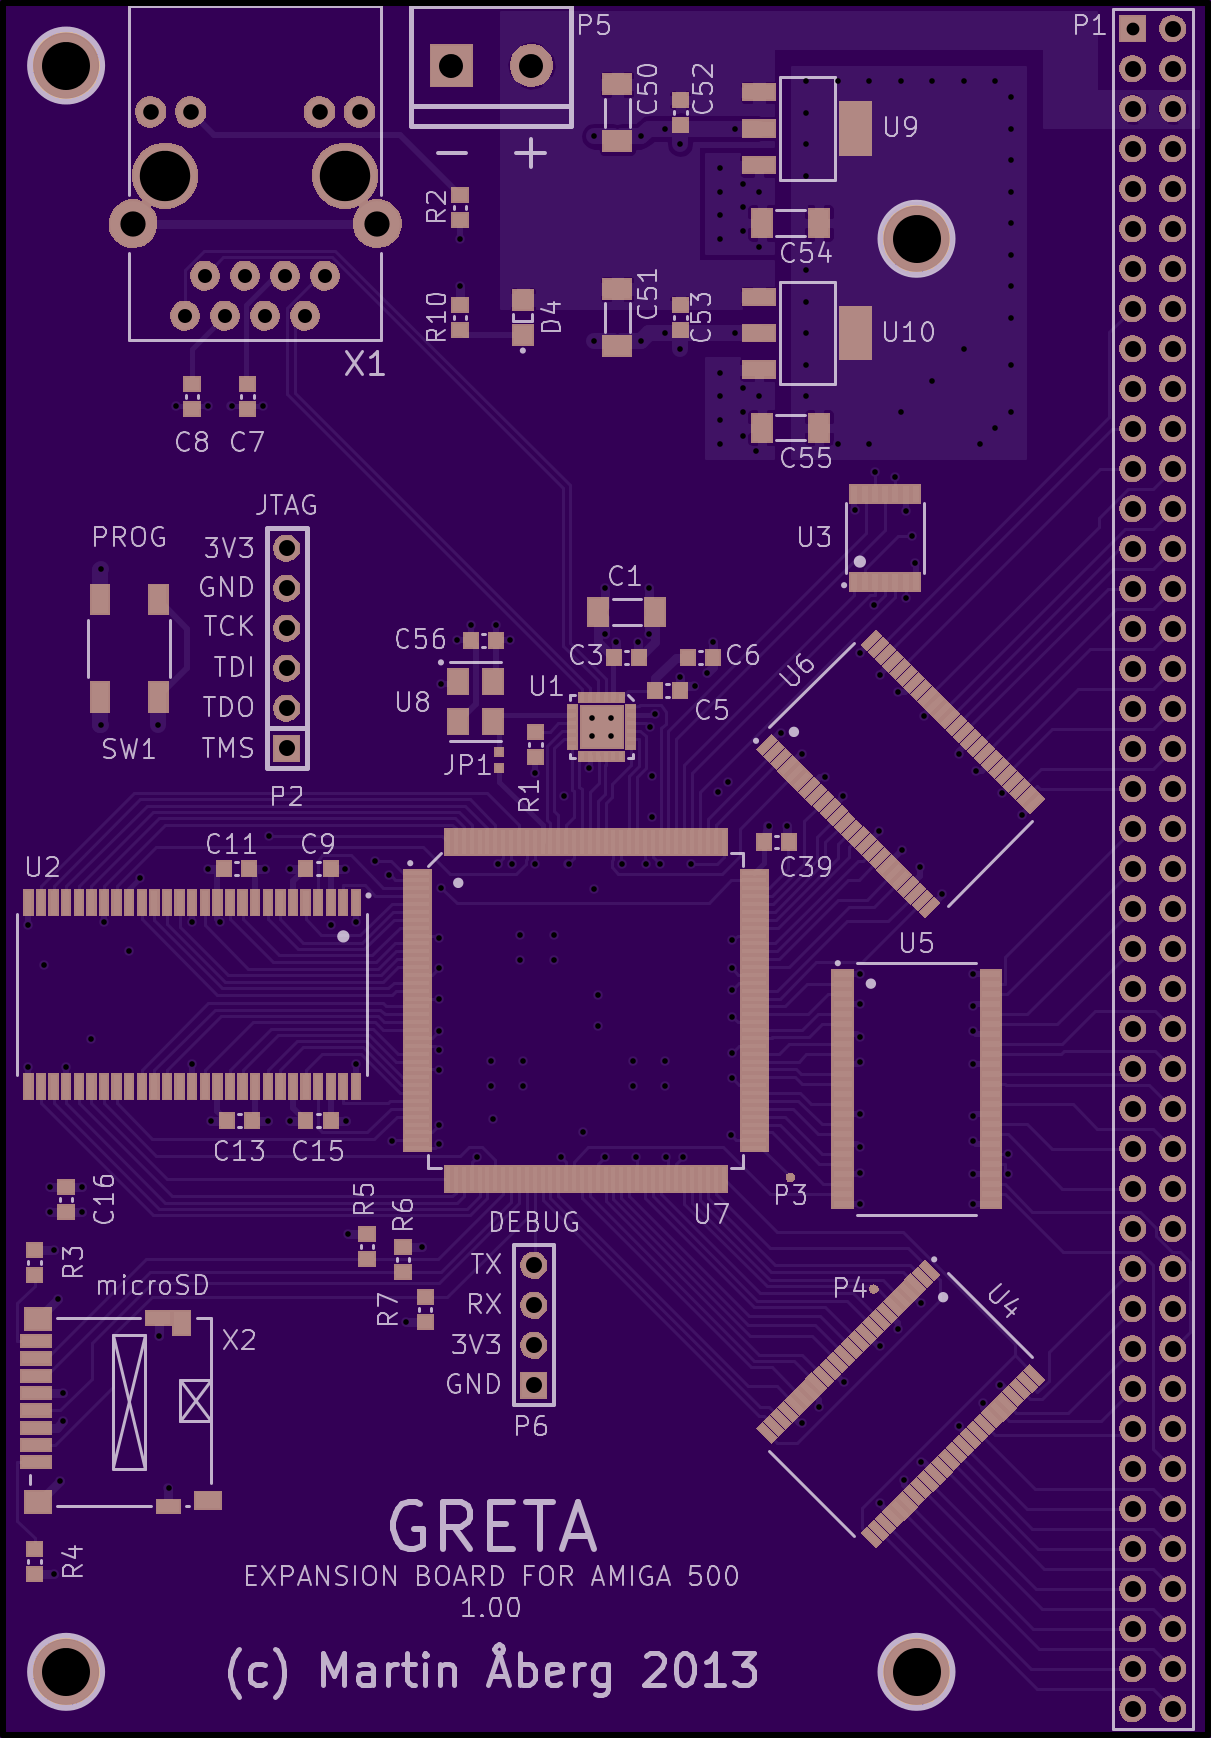 P5
P1
C50
C52
U9
R2
C54
R10
D4
C51
C53
U10
X1
C8
C7
C55
JTAG
PROG
3V3
GND
TCK
TDI
TDO
TMS
SW1
P2
U3
C1
C56
C3
C6
U6
U8
U1
C5
JP1
R1
C11
C9
C39
U2
U5
C13
C15
P3
C16
R5
R6
DEBUG
U7
R3
microSD
TX
RX
3V3
GND
R7
P4
U4
X2
P6
GRETA
EXPANSION BOARD FOR AMIGA 500
1.00
R4
(c) Martin Åberg 2013